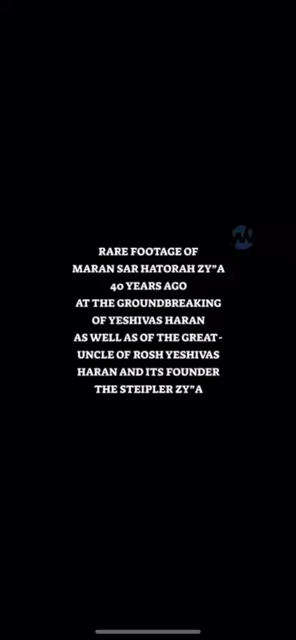 RARE FOOTAGE OF
MARAN SAR HATORAH ZY"A
40 YEARS AGO
AT THE GROUNDBREAKING
OF YESHIVAS HARAN
AS WELL AS OF THE GREAT-
UNCLE OF ROSH YESHIVAS
HARAN AND ITS FOUNDER
THE STEIPLER ZY"A